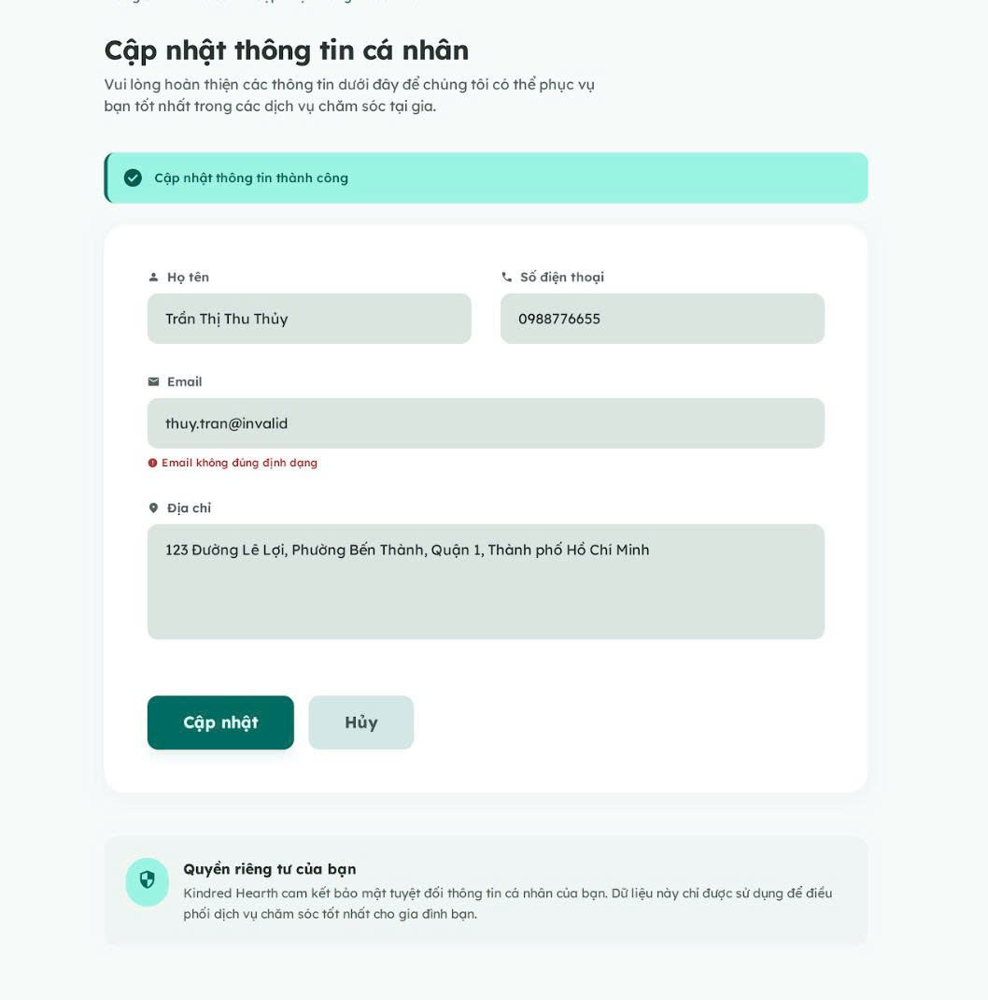 Cập nhật thông tin cá nhân
Vui lòng hoàn thiện các thông tin dưới đây để chúng tôi có thể phục vụ
bạn tốt nhất trong các dịch vụ chăm sóc tại gia.
Cập nhật thông tin thành công
Họ tên
Số điện thoại
Trần Thị Thu Thủy
0988776655
Email
thuy.tran@invalid
Email không đúng định dạng
Địa chỉ
123 Đường Lê Lợi, Phường Bến Thành, Quận 1, Thành phố Hồ Chí Minh
Cập nhật
Hủy
Quyền riêng tư của bạn
Kindred Hearth cam kết bảo mật tuyệt đối thông tin cá nhân của bạn. Dữ liệu này chỉ được sử dụng để điều
phối dịch vụ chăm sóc tốt nhất cho gia đình bạn.